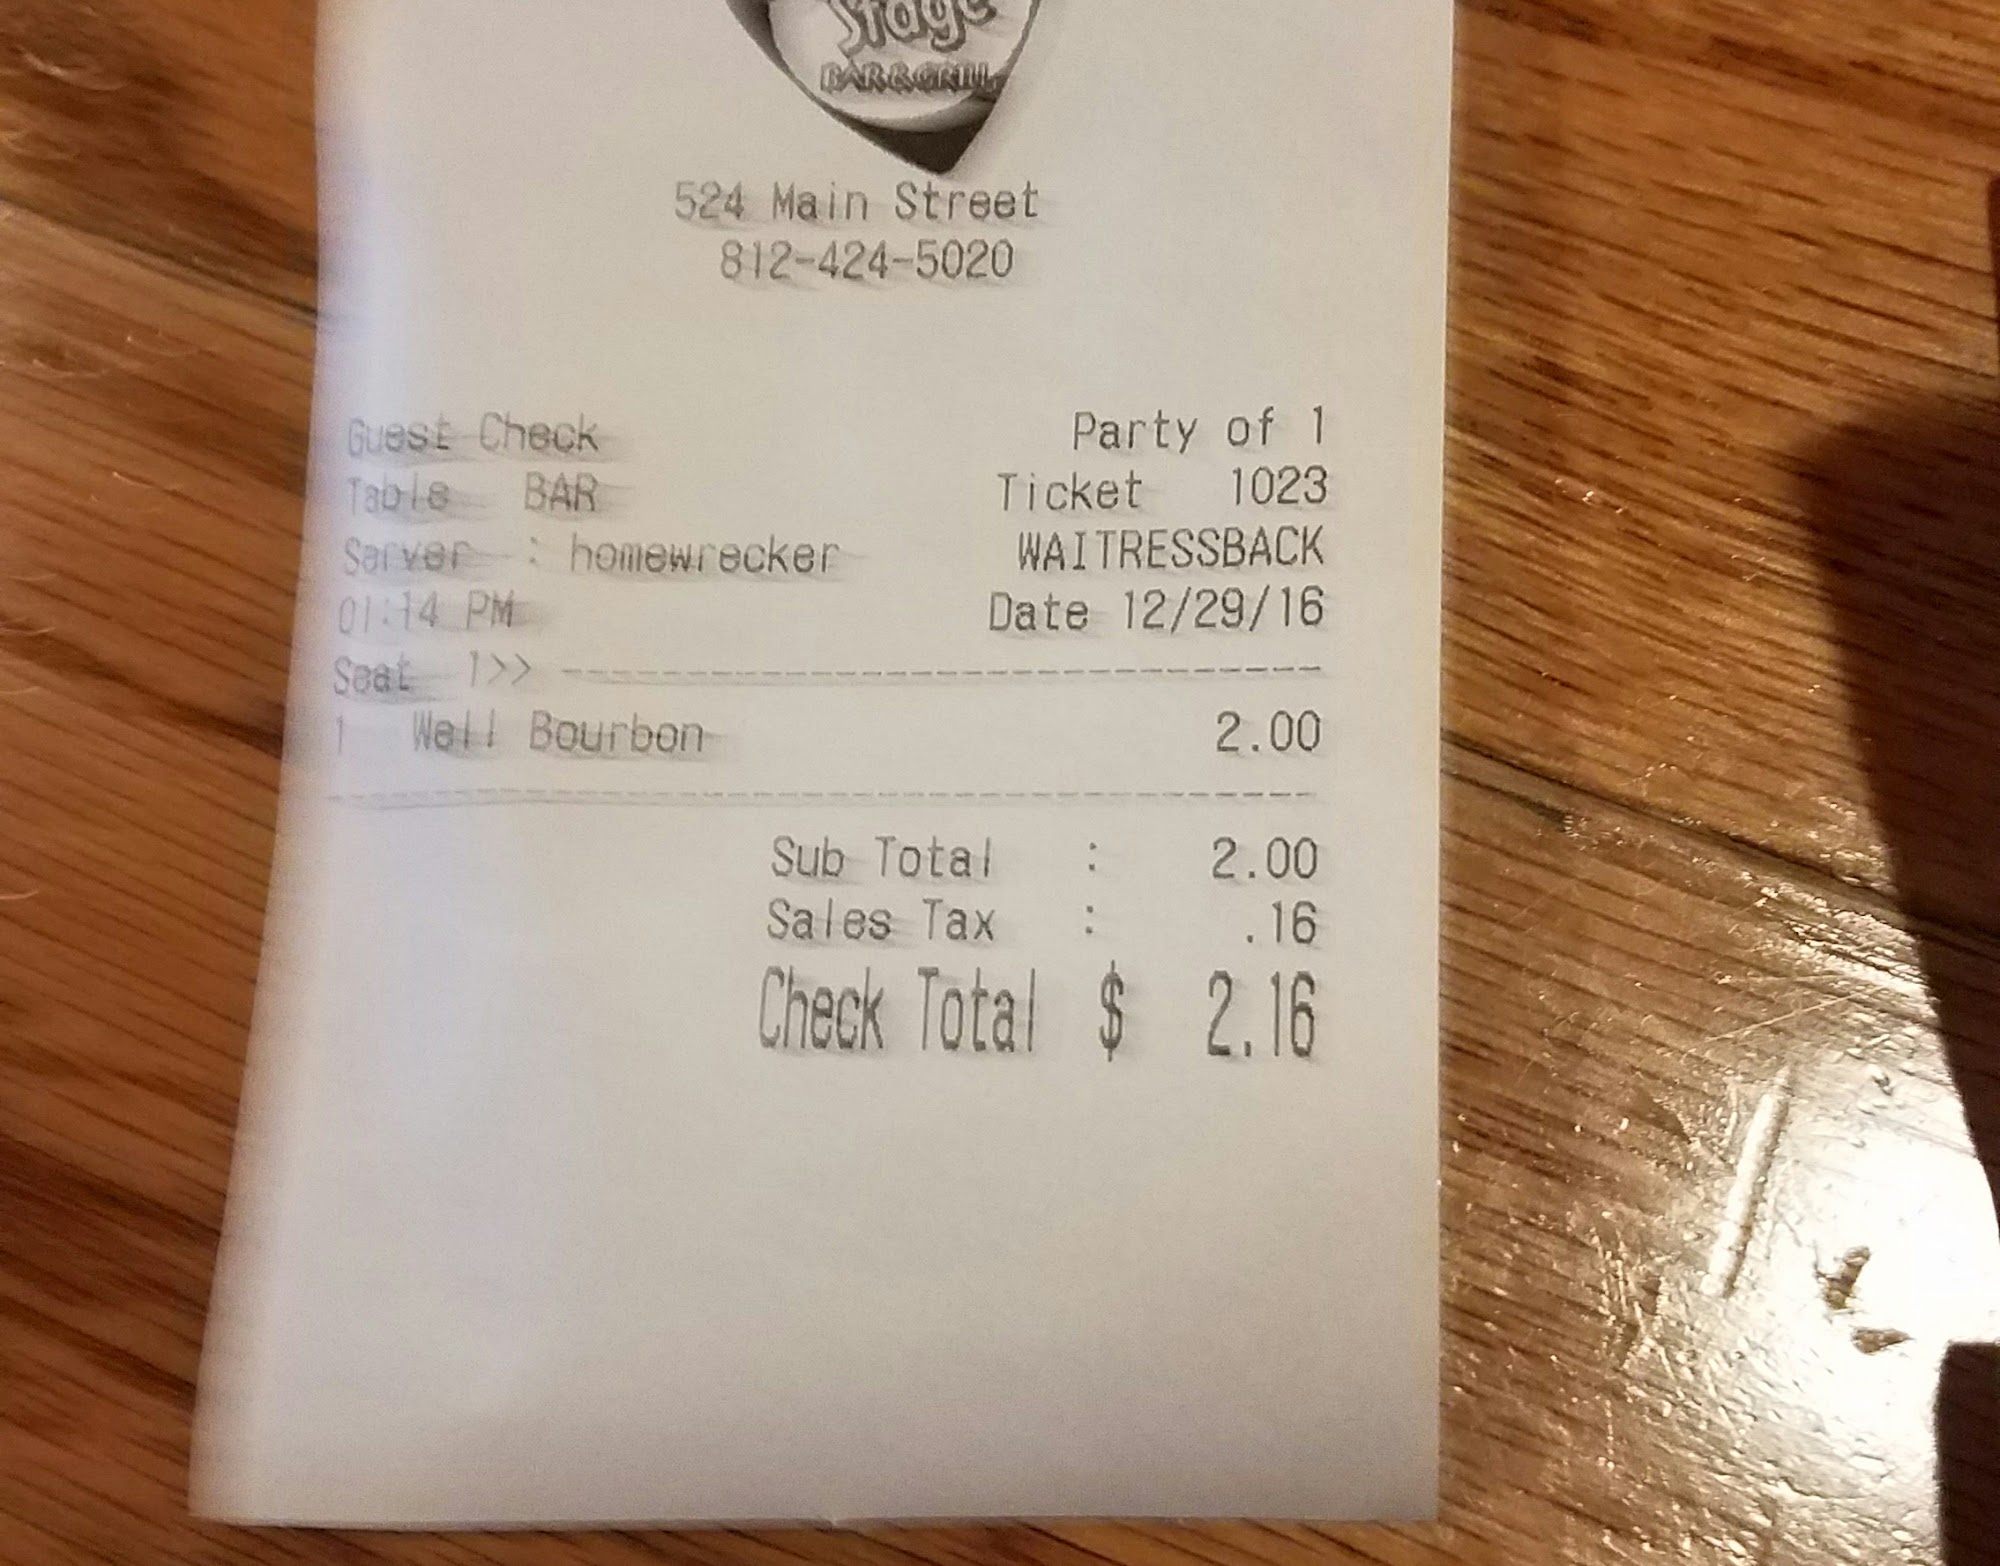 Stage
BAR & GRILL
524 Main Street
812-424-5020
Guest Check Party of 1
Table BAR Ticket 1023
Server : homewrecker WAITRESSBACK
01:14 PM Date 12/29/16
Seat 1>> ------------------------------
1 Well Bourbon 2.00
----------------------------------------
Sub Total : 2.00
Sales Tax : .16
Check Total $ 2.16